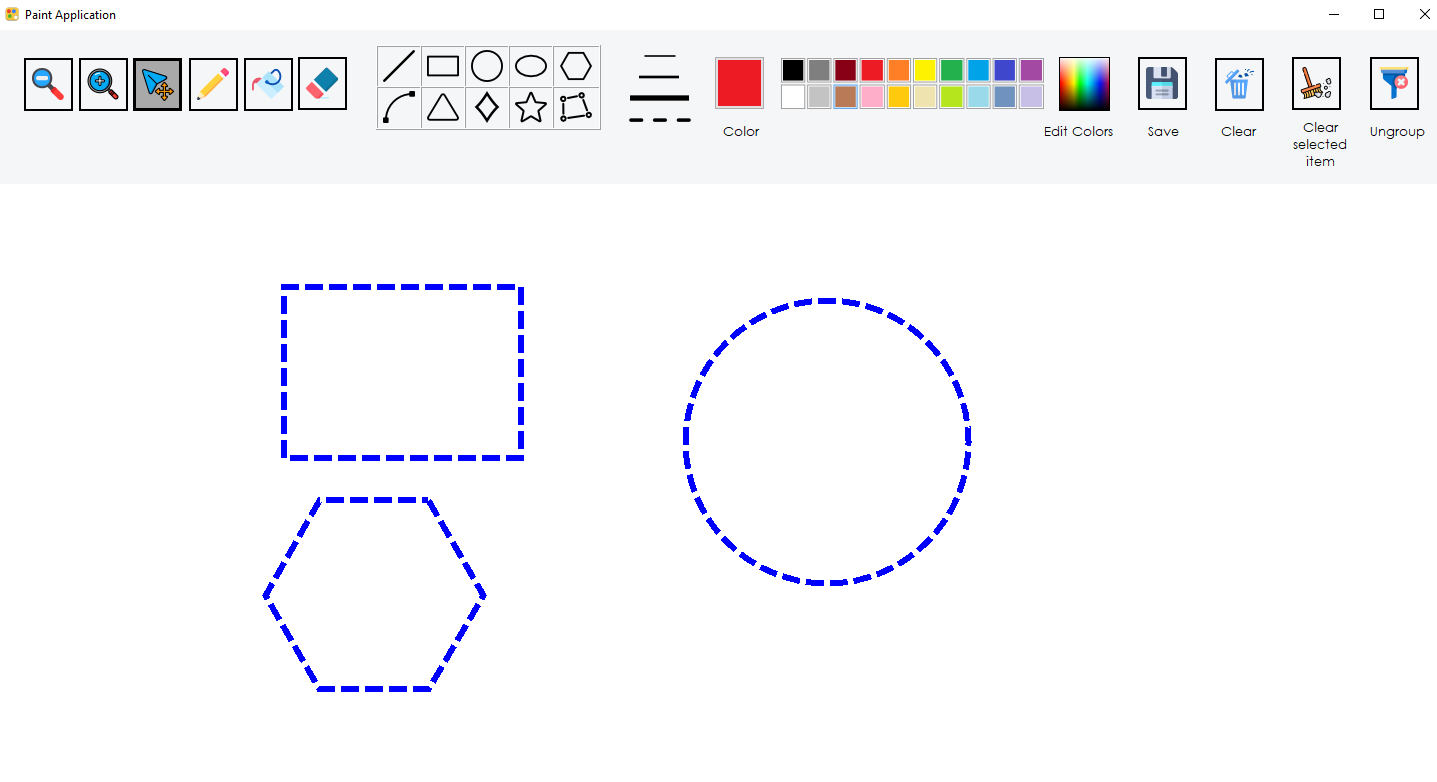 Paint Application
Color
Edit Colors
Save
Clear
Clear
selected
item
Ungroup